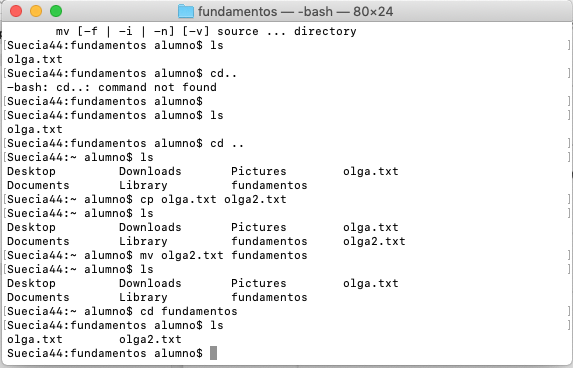 fundamentos — -bash — 80×24
mv [-f | -i | -n] [-v] source ... directory
[Suecia44:fundamentos alumno$ ls ]
olga.txt
[Suecia44:fundamentos alumno$ cd.. ]
-bash: cd..: command not found
[Suecia44:fundamentos alumno$ ]
[Suecia44:fundamentos alumno$ ls ]
olga.txt
[Suecia44:fundamentos alumno$ cd .. ]
[Suecia44:~ alumno$ ls ]
Desktop Downloads Pictures olga.txt
Documents Library fundamentos
[Suecia44:~ alumno$ cp olga.txt olga2.txt ]
[Suecia44:~ alumno$ ls ]
Desktop Downloads Pictures olga.txt
Documents Library fundamentos olga2.txt
[Suecia44:~ alumno$ mv olga2.txt fundamentos ]
[Suecia44:~ alumno$ ls ]
Desktop Downloads Pictures olga.txt
Documents Library fundamentos
[Suecia44:~ alumno$ cd fundamentos ]
[Suecia44:fundamentos alumno$ ls ]
olga.txt olga2.txt
Suecia44:fundamentos alumno$